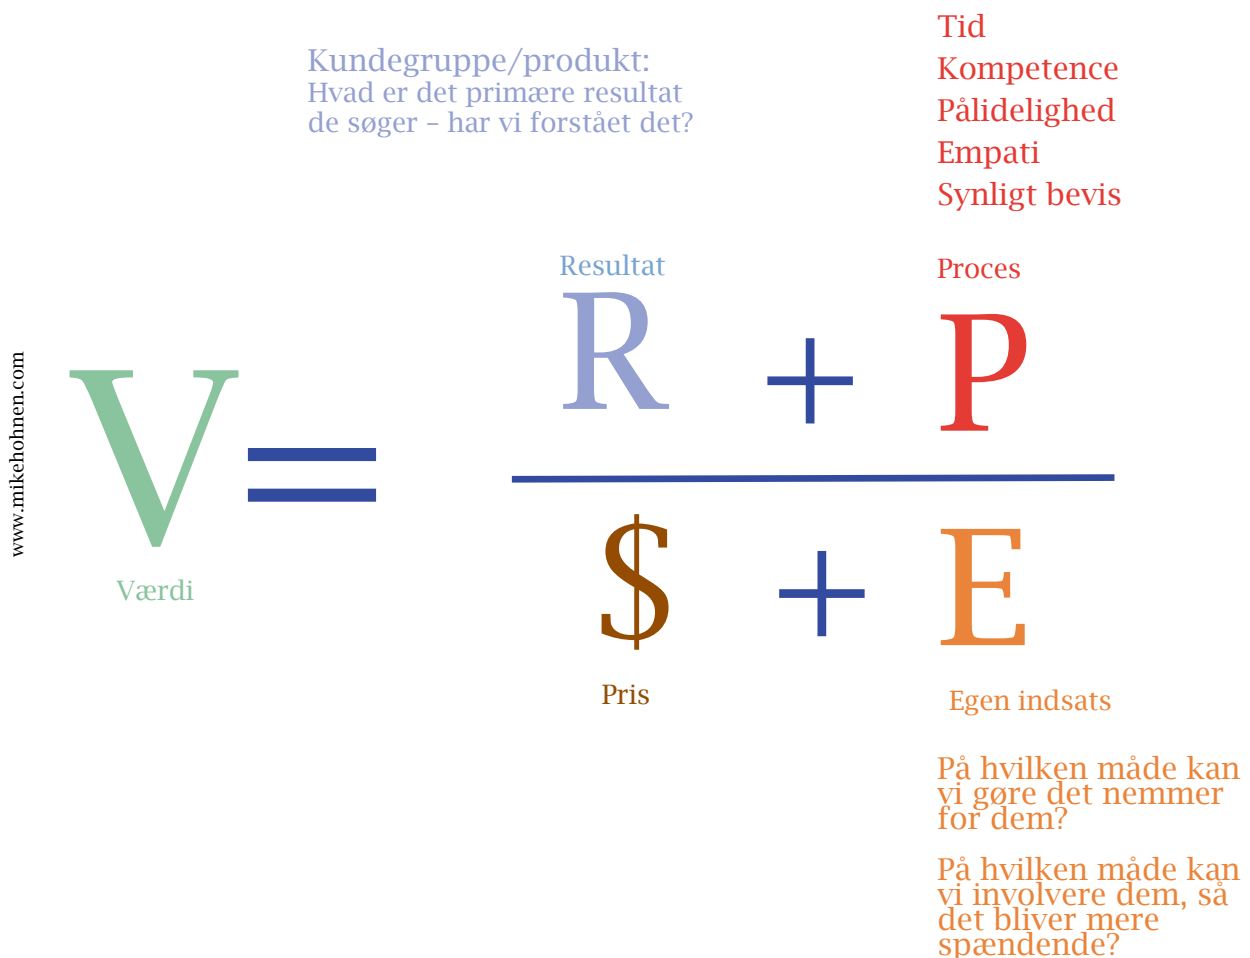 Kundegruppe/produkt:
Hvad er det primære resultat
de søger – har vi forstået det?
Tid
Kompetence
Pålidelighed
Empati
Synligt bevis
Resultat
Proces
www.mikehohnen.com
V = R + P
$ + E
Værdi
Pris
Egen indsats
På hvilken måde kan
vi gøre det nemmer
for dem?
På hvilken måde kan
vi involvere dem, så
det bliver mere
spændende?